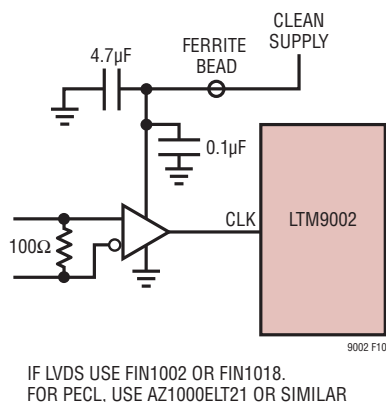 CLEAN
SUPPLY
FERRITE
BEAD
4.7µF
0.1µF
LTM9002
CLK
100Ω
9002 F10
IF LVDS USE FIN1002 OR FIN1018.
FOR PECL, USE AZ1000ELT21 OR SIMILAR